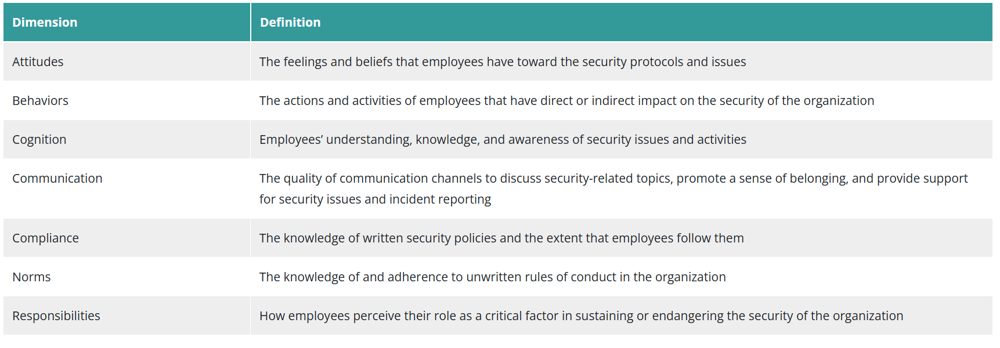 Dimension Definition
Attitudes The feelings and beliefs that employees have toward the security protocols and issues
Behaviors The actions and activities of employees that have direct or indirect impact on the security of the organization
Cognition Employees’ understanding, knowledge, and awareness of security issues and activities
Communication The quality of communication channels to discuss security-related topics, promote a sense of belonging, and provide support
for security issues and incident reporting
Compliance The knowledge of written security policies and the extent that employees follow them
Norms The knowledge of and adherence to unwritten rules of conduct in the organization
Responsibilities How employees perceive their role as a critical factor in sustaining or endangering the security of the organization